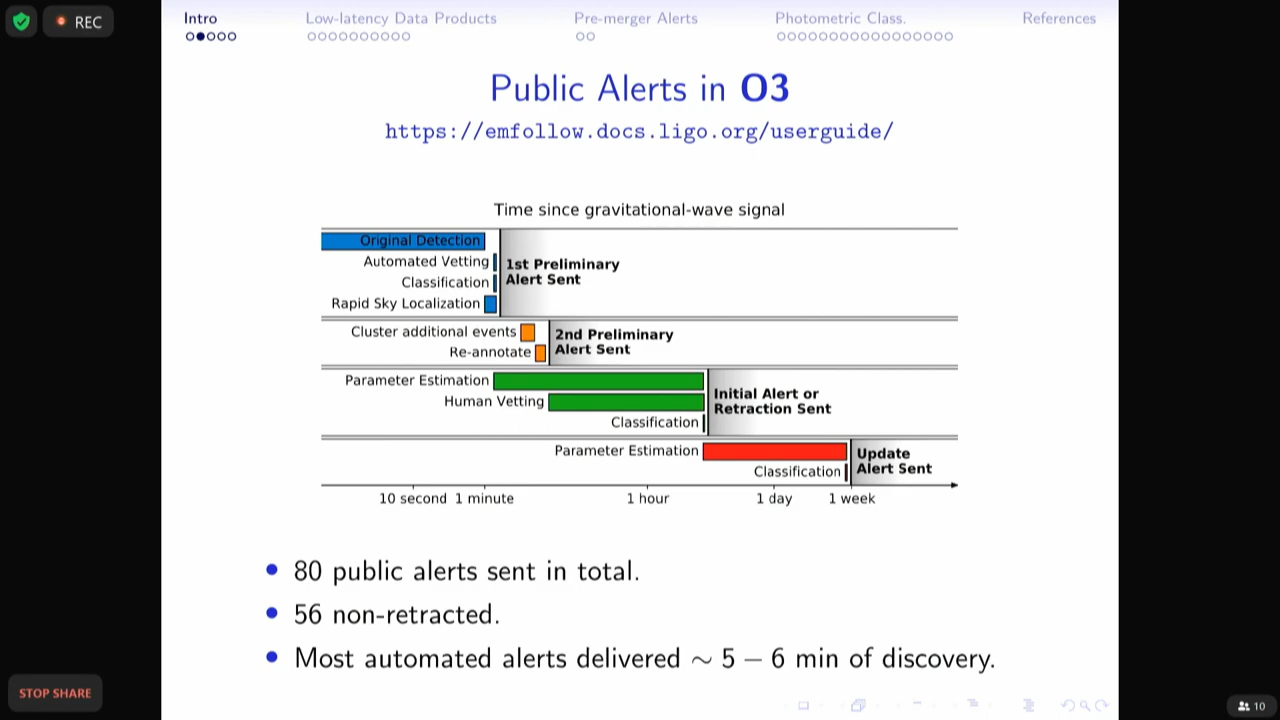 REC
Intro
Low-latency Data Products
Pre-merger Alerts
Photometric Class.
References
Public Alerts in O3
https://emfollow.docs.ligo.org/userguide/
Time since gravitational-wave signal
Original Detection
Automated Vetting
Classification
Rapid Sky Localization
1st Preliminary
Alert Sent
Cluster additional events
Re-annotate
2nd Preliminary
Alert Sent
Parameter Estimation
Human Vetting
Classification
Initial Alert or
Retraction Sent
Parameter Estimation
Classification
Update
Alert Sent
10 second 1 minute 1 hour 1 day 1 week
• 80 public alerts sent in total.
• 56 non-retracted.
• Most automated alerts delivered ∼ 5 − 6 min of discovery.
STOP SHARE
10